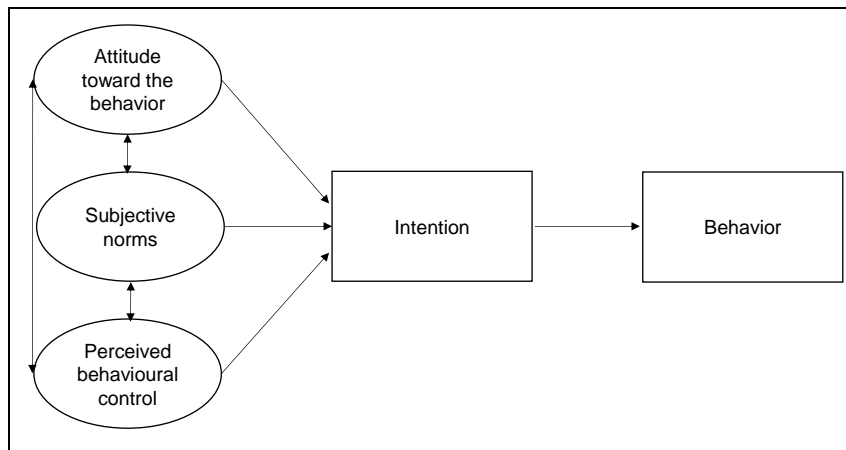 Attitude
toward the
behavior
Subjective
norms
Intention
Behavior
Perceived
behavioural
control